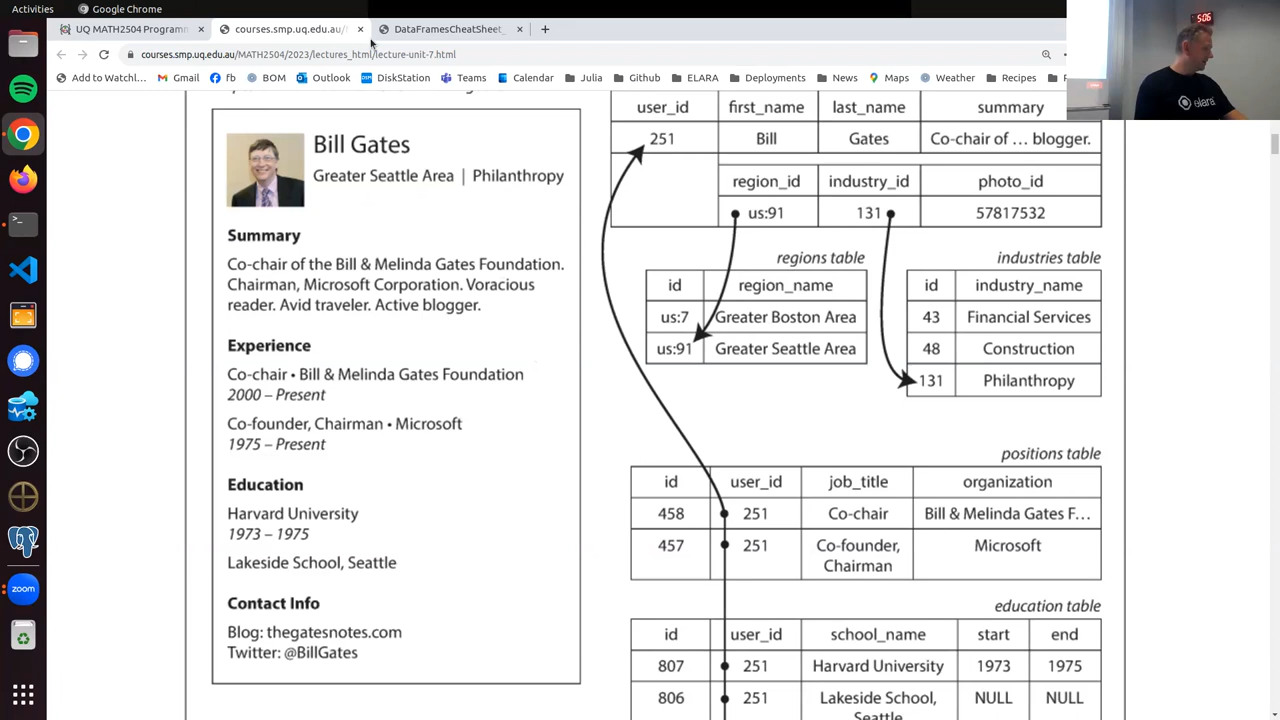 Activities
Google Chrome
UQ MATH2504 Programm
courses.smp.uq.edu.au/
DataFramesCheatSheet_
courses.smp.uq.edu.au/MATH2504/2023/lectures_html/lecture-unit-7.html
Add to Watchl… Gmail fb BOM Outlook DiskStation Teams Calendar Julia Github ELARA Deployments News Maps Weather Recipes
5:06
elara
zoom
Bill Gates
Greater Seattle Area | Philanthropy
Summary
Co-chair of the Bill & Melinda Gates Foundation.
Chairman, Microsoft Corporation. Voracious
reader. Avid traveler. Active blogger.
Experience
Co-chair • Bill & Melinda Gates Foundation
2000 – Present
Co-founder, Chairman • Microsoft
1975 – Present
Education
Harvard University
1973 – 1975
Lakeside School, Seattle
Contact Info
Blog: thegatesnotes.com
Twitter: @BillGates
user_id first_name last_name summary
251 Bill Gates Co-chair of … blogger.
region_id industry_id photo_id
us:91 131 57817532
regions table
id region_name
us:7 Greater Boston Area
us:91 Greater Seattle Area
industries table
id industry_name
43 Financial Services
48 Construction
131 Philanthropy
positions table
id user_id job_title organization
458 251 Co-chair Bill & Melinda Gates F…
457 251 Co-founder, Microsoft
Chairman
education table
id user_id school_name start end
807 251 Harvard University 1973 1975
806 251 Lakeside School, NULL NULL
Seattle